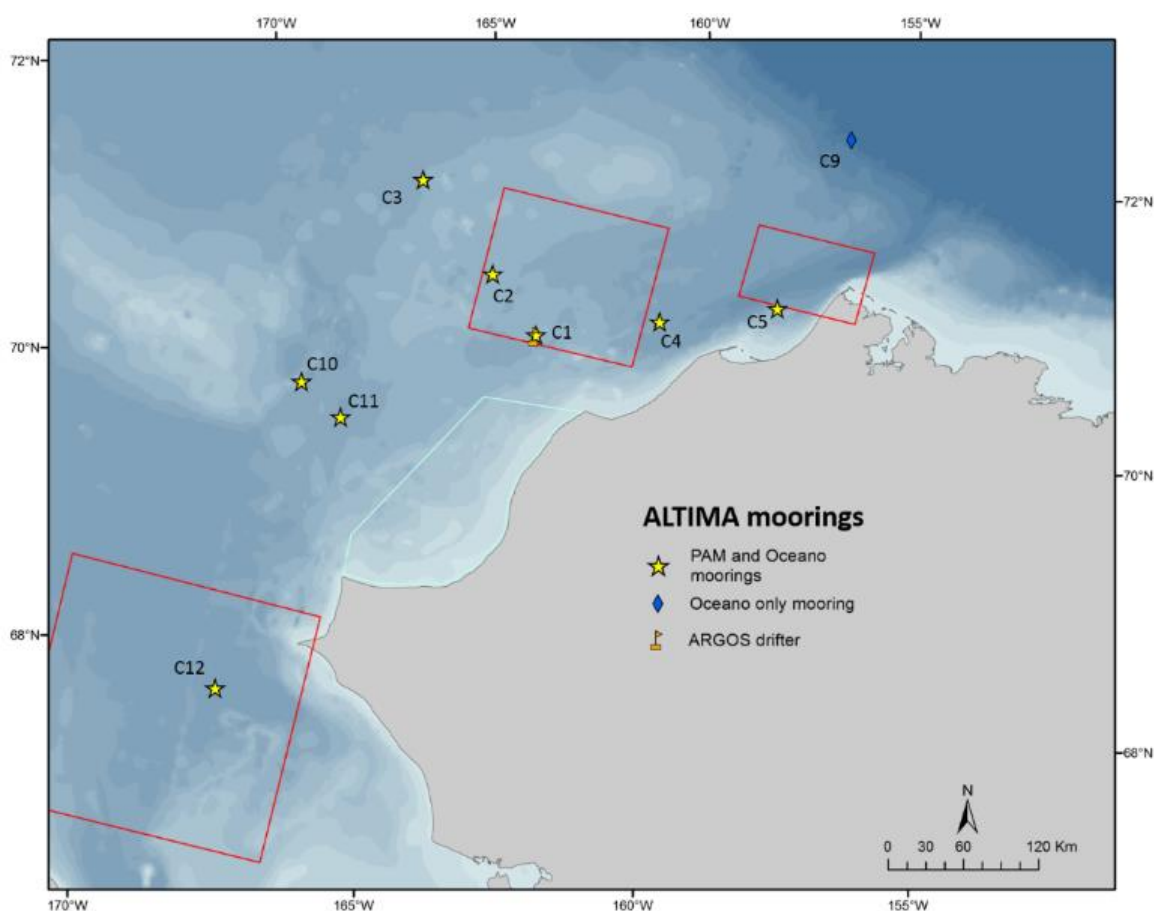 170°W 165°W 160°W 155°W
72°N
C9
C3
72°N
C2
C5
C1
C4
70°N
C10
C11
70°N
ALTIMA moorings
PAM and Oceano
moorings
Oceano only mooring
ARGOS drifter
68°N
C12
68°N
N
0 30 60 120 Km
170°W 165°W 160°W 155°W